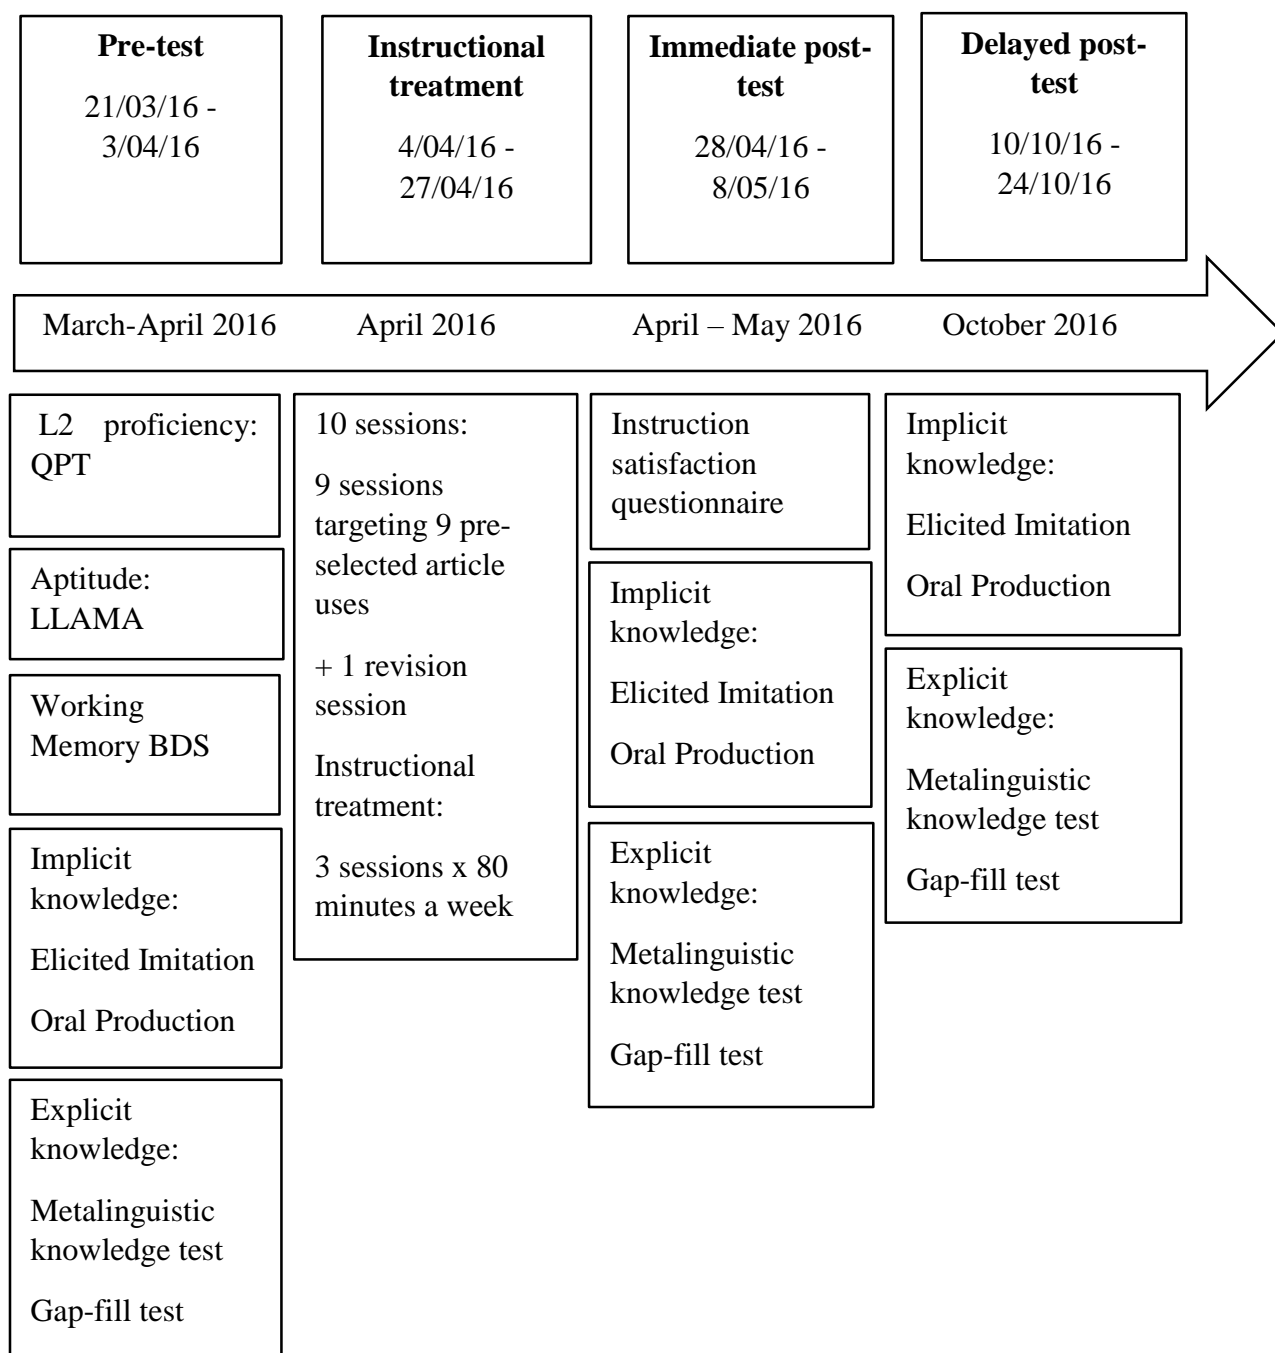 Pre-test
21/03/16 -
3/04/16
Instructional
treatment
4/04/16 -
27/04/16
Immediate post-
test
28/04/16 -
8/05/16
Delayed post-
test
10/10/16 -
24/10/16
March-April 2016
April 2016
April – May 2016
October 2016
L2 proficiency:
QPT
Aptitude:
LLAMA
Working
Memory BDS
Implicit
knowledge:
Elicited Imitation
Oral Production
Explicit
knowledge:
Metalinguistic
knowledge test
Gap-fill test
10 sessions:
9 sessions
targeting 9 pre-
selected article
uses
+ 1 revision
session
Instructional
treatment:
3 sessions x 80
minutes a week
Instruction
satisfaction
questionnaire
Implicit
knowledge:
Elicited Imitation
Oral Production
Explicit
knowledge:
Metalinguistic
knowledge test
Gap-fill test
Implicit
knowledge:
Elicited Imitation
Oral Production
Explicit
knowledge:
Metalinguistic
knowledge test
Gap-fill test